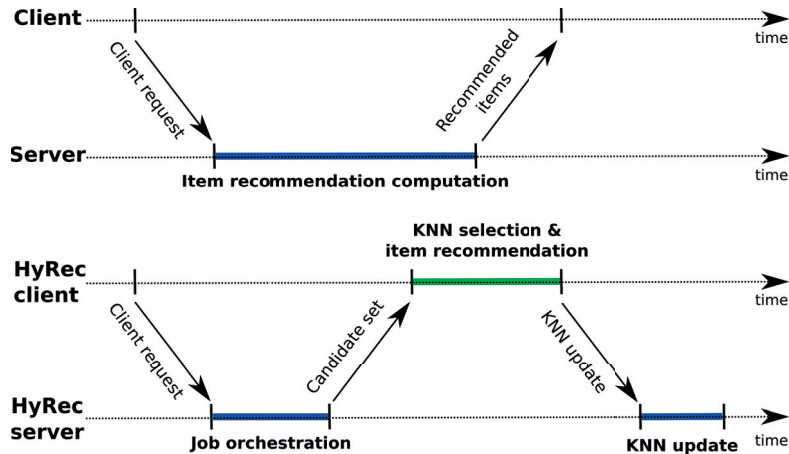 Client
time
Client request
Recommended
items
Server
time
Item recommendation computation
KNN selection &
item recommendation
HyRec
client
time
Client request
Candidate set
KNN update
HyRec
server
time
Job orchestration
KNN update